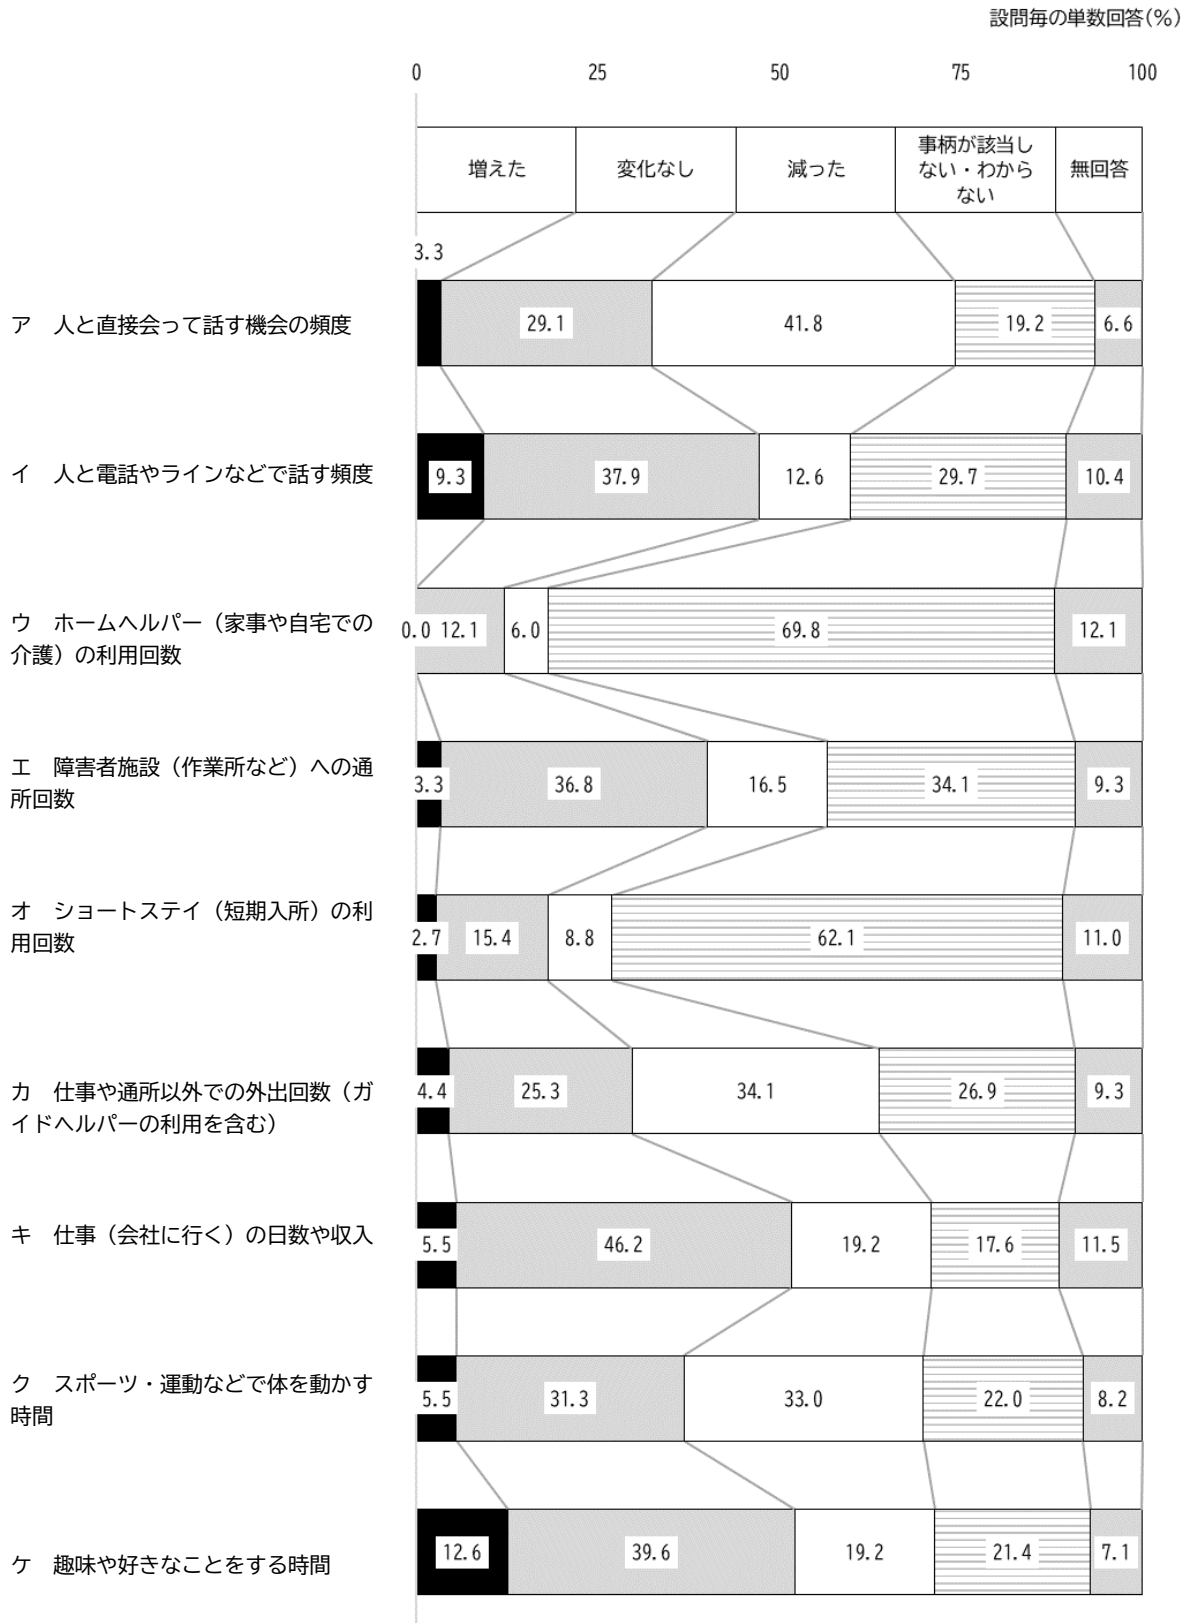 設問毎の単数回答(%)
0 25 50 75 100
増えた 変化なし 減った 事柄が該当し 無回答
ない・わから
ない
3.3
ア 人と直接会って話す機会の頻度 29.1 41.8 19.2 6.6
イ 人と電話やラインなどで話す頻度 9.3 37.9 12.6 29.7 10.4
ウ ホームヘルパー(家事や自宅での
介護)の利用回数
0.0 12.1 6.0 69.8 12.1
エ 障害者施設(作業所など)への通
所回数
3.3 36.8 16.5 34.1 9.3
オ ショートステイ(短期入所)の利
用回数
2.7 15.4 8.8 62.1 11.0
カ 仕事や通所以外での外出回数(ガ
イドヘルパーの利用を含む)
4.4 25.3 34.1 26.9 9.3
キ 仕事(会社に行く)の日数や収入 5.5 46.2 19.2 17.6 11.5
ク スポーツ・運動などで体を動かす
時間
5.5 31.3 33.0 22.0 8.2
ケ 趣味や好きなことをする時間 12.6 39.6 19.2 21.4 7.1